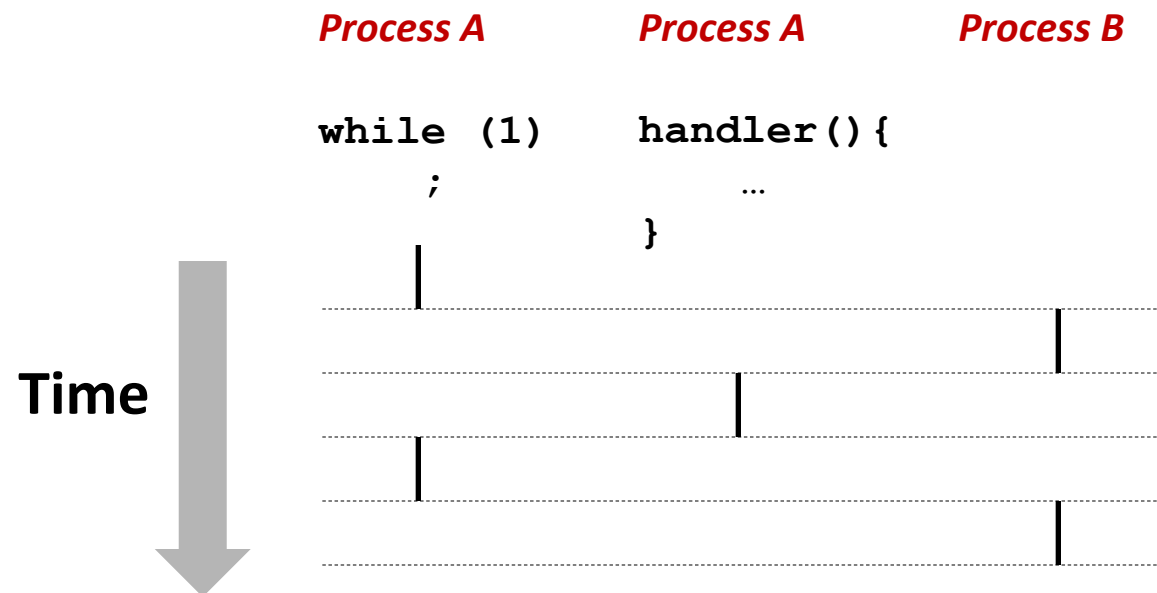 Process A Process A Process B
while (1) handler(){
; …
}
Time